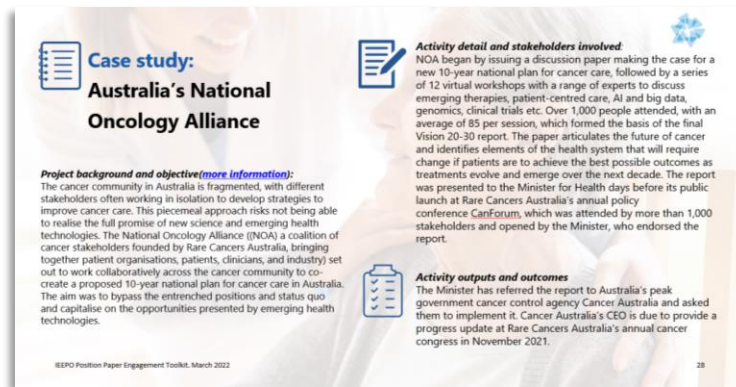 Case study:
Australia's National
Oncology Alliance
Project background and objective(more information):
The cancer community in Australia is fragmented, with different
stakeholders often working in isolation to develop strategies to
improve cancer care. This piecemeal approach risks not being able
to realise the full promise of new science and emerging health
technologies. The National Oncology Alliance ((NOA) a coalition of
cancer stakeholders founded by Rare Cancers Australia, bringing
together patient organisations, patients, clinicians, and industry) set
out to work collaboratively across the cancer community to co-
create a proposed 10-year national plan for cancer care in Australia.
The aim was to bypass the entrenched positions and status quo
and capitalise on the opportunities presented by emerging health
technologies.
Activity detail and stakeholders involved:
NOA began by issuing a discussion paper making the case for a
new 10-year national plan for cancer care, followed by a series
of 12 virtual workshops with a range of experts to discuss
emerging therapies, patient-centred care, AI and big data,
genomics, clinical trials etc. Over 1,000 people attended, with an
average of 85 per session, which formed the basis of the final
Vision 20-30 report. The paper articulates the future of cancer
and identifies elements of the health system that will require
change if patients are to achieve the best possible outcomes as
treatments evolve and emerge over the next decade. The report
was presented to the Minister for Health days before its public
launch at Rare Cancers Australia's annual policy
conference CanForum, which was attended by more than 1,000
stakeholders and opened by the Minister, who endorsed the
report.
Activity outputs and outcomes
The Minister has referred the report to Australia's peak
government cancer control agency Cancer Australia and asked
them to implement it. Cancer Australia's CEO is due to provide a
progress update at Rare Cancers Australia's annual cancer
congress in November 2021.
IEEPO Position Paper Engagement Toolkit. March 2022
28